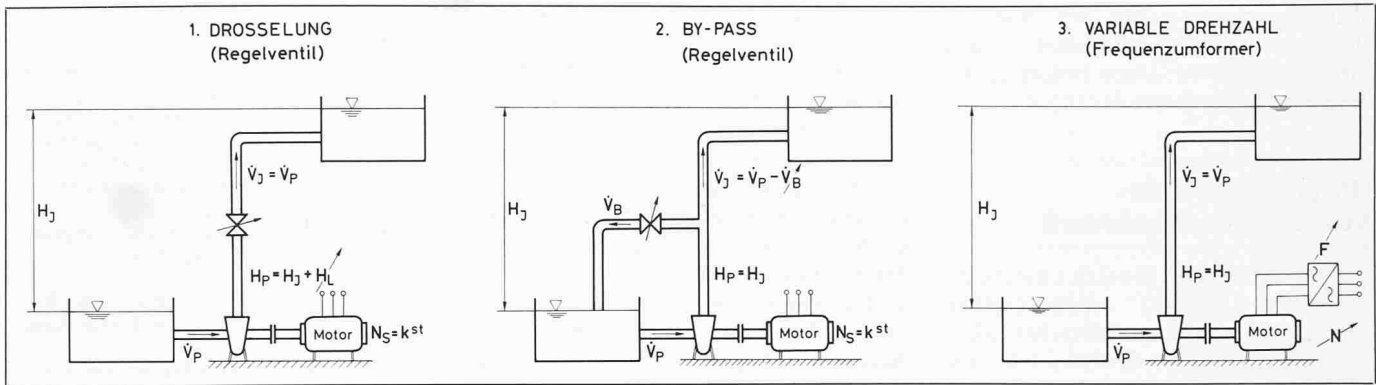 1. DROSSELUNG
(Regelventil)
H_J
V̇_J = V̇_P
H_P = H_J + H_L
Motor
N_S = k^st
V̇_P
2. BY-PASS
(Regelventil)
H_J
V̇_J = V̇_P - V̇_B
V̇_B
H_P = H_J
Motor
N_S = k^st
V̇_P
3. VARIABLE DREHZAHL
(Frequenzumformer)
H_J
V̇_J = V̇_P
F
H_P = H_J
Motor
N
V̇_P